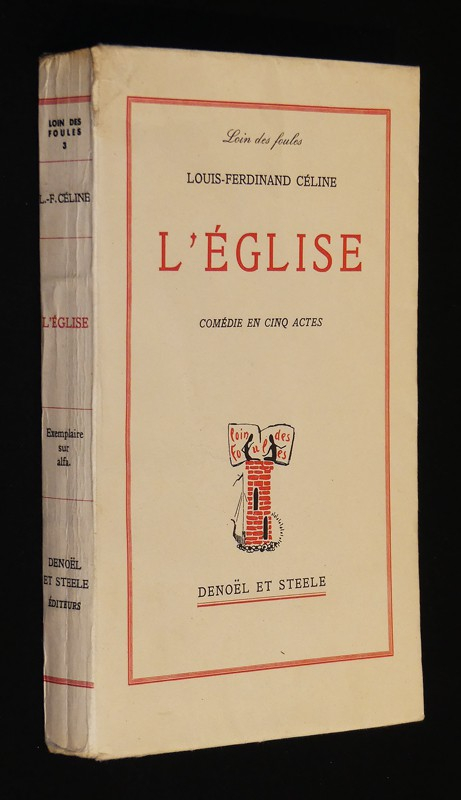 LOIN DES
FOULES
3
L.-F. CÉLINE
L'ÉGLISE
Exemplaire
sur
alfa.
DENOËL
ET STEELE
ÉDITEURS
Loin des foules
LOUIS-FERDINAND CÉLINE
L'ÉGLISE
COMÉDIE EN CINQ ACTES
loin des
Foules
DENOËL ET STEELE